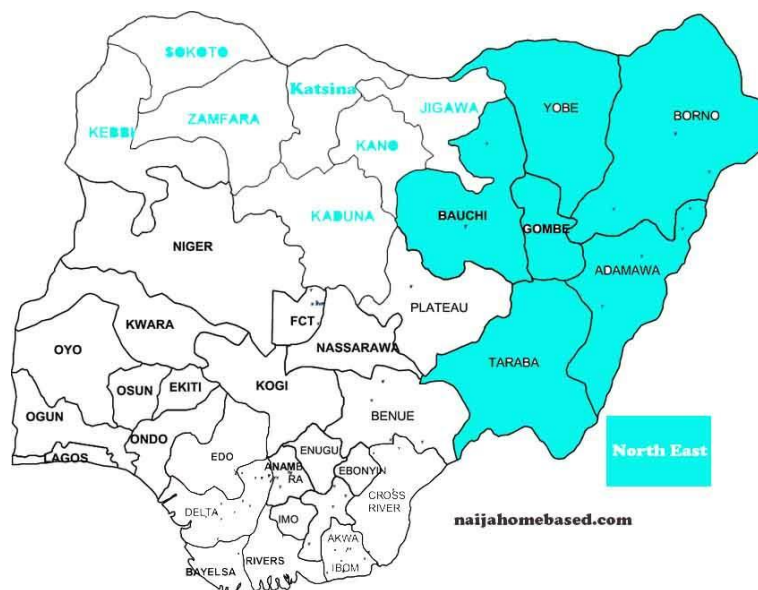 SOKOTO
Katsina
JIGAWA
YOBE
BORNO
KEBBI
ZAMFARA
KANO
KADUNA
BAUCHI
GOMBE
NIGER
ADAMAWA
PLATEAU
FCT
KWARA
NASSARAWA
OYO
TARABA
OSUN
EKITI
KOGI
OGUN
BENUE
ONDO
LAGOS
EDO
ENUGU
ANAMB
RA
EBONYIN
North East
CROSS
RIVER
DELTA
IMO
naijahomebased.com
AKWA
IBOM
BAYELSA
RIVERS